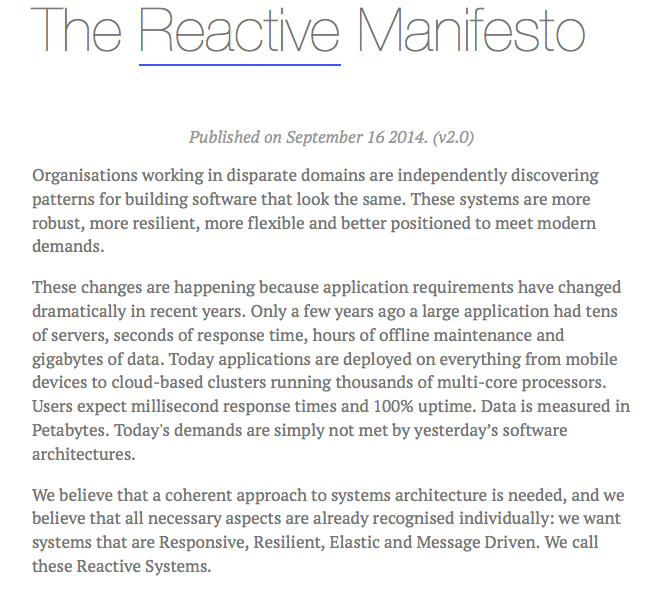 The Reactive Manifesto
Published on September 16 2014. (v2.0)
Organisations working in disparate domains are independently discovering
patterns for building software that look the same. These systems are more
robust, more resilient, more flexible and better positioned to meet modern
demands.
These changes are happening because application requirements have changed
dramatically in recent years. Only a few years ago a large application had tens
of servers, seconds of response time, hours of offline maintenance and
gigabytes of data. Today applications are deployed on everything from mobile
devices to cloud-based clusters running thousands of multi-core processors.
Users expect millisecond response times and 100% uptime. Data is measured in
Petabytes. Today's demands are simply not met by yesterday’s software
architectures.
We believe that a coherent approach to systems architecture is needed, and we
believe that all necessary aspects are already recognised individually: we want
systems that are Responsive, Resilient, Elastic and Message Driven. We call
these Reactive Systems.